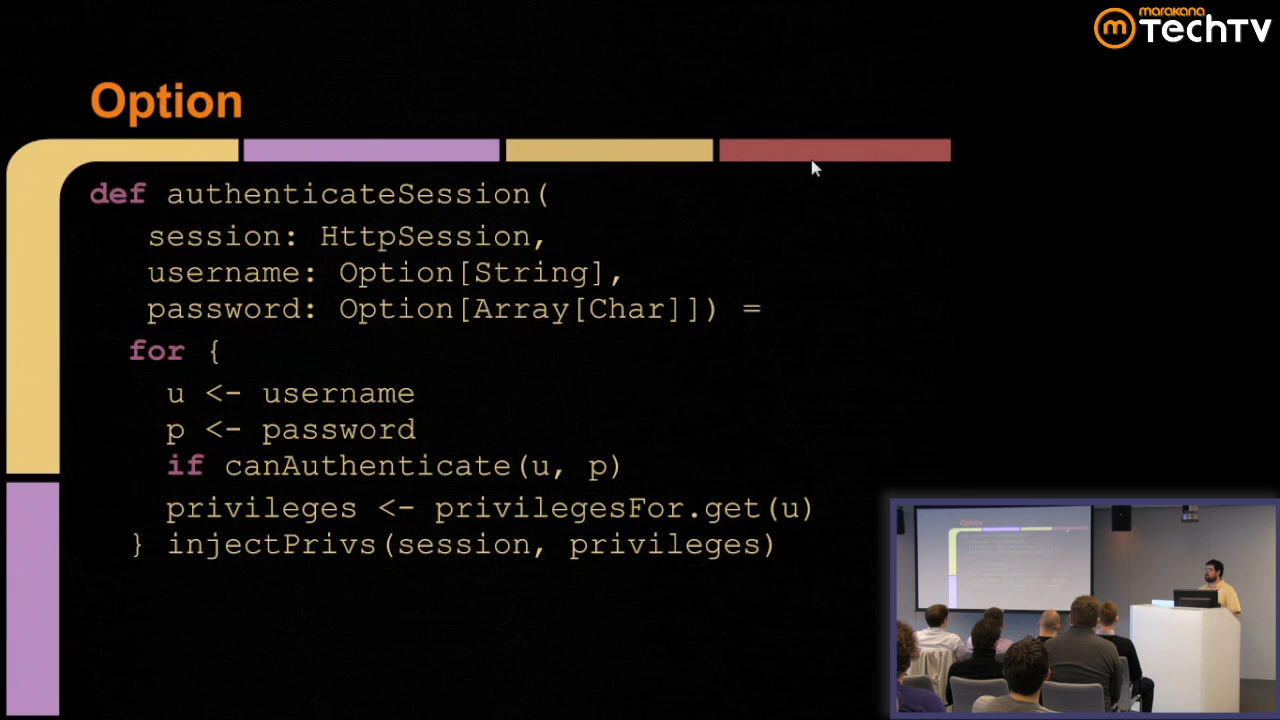 marakana
TechTV
Option
def authenticateSession(
session: HttpSession,
username: Option[String],
password: Option[Array[Char]]) =
for {
u <- username
p <- password
if canAuthenticate(u, p)
privileges <- privilegesFor.get(u)
} injectPrivs(session, privileges)
Option